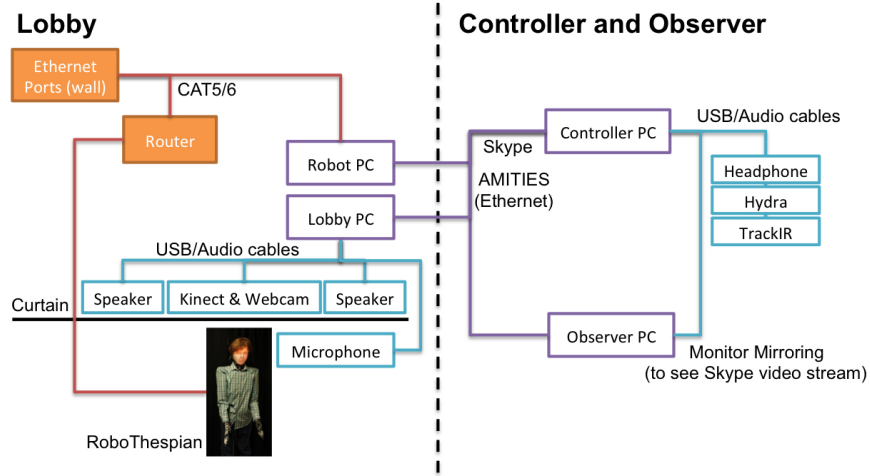 Lobby
Controller and Observer
Ethernet
Ports (wall)
CAT5/6
Router
Robot PC
Lobby PC
USB/Audio cables
Speaker
Kinect & Webcam
Speaker
Curtain
Microphone
RoboThespian
Skype
AMITIES
(Ethernet)
Controller PC
USB/Audio cables
Headphone
Hydra
TrackIR
Observer PC
Monitor Mirroring
(to see Skype video stream)